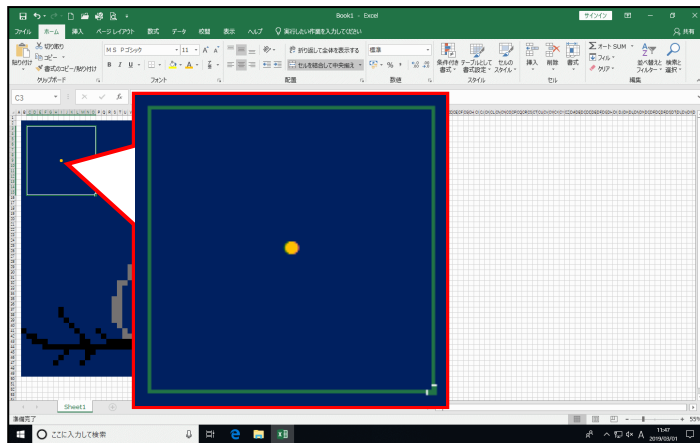 Book1 - Excel
サインイン
ファイル ホーム 挿入 ページ レイアウト 数式 データ 校閲 表示 ヘルプ 実行したい作業を入力してください 共有
貼り付け
切り取り
コピー
書式のコピー/貼り付け
クリップボード
ＭＳ Ｐゴシック 11
B I U
フォント
折り返して全体を表示する
セルを結合して中央揃え
配置
標準
数値
条件付き書式
テーブルとして書式設定
セルのスタイル
スタイル
挿入 削除 書式
セル
オート SUM
フィル
クリア
並べ替えと フィルター
検索と 選択
編集
C3
fx
Sheet1
準備完了
55%
ここに入力して検索
A
11:47
2019/03/01